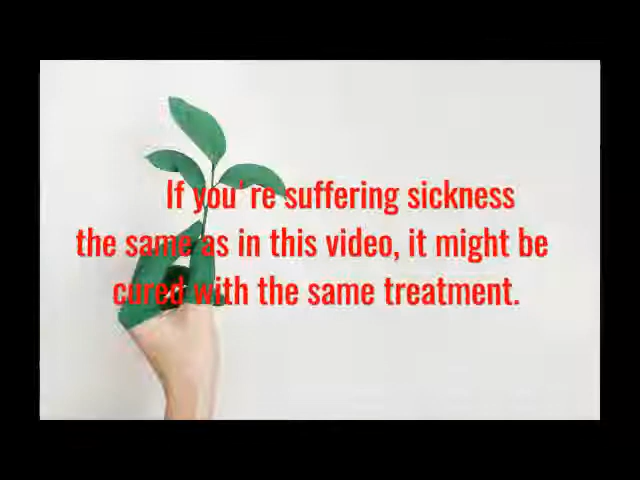 If you're suffering sickness
the same as in this video, it might be
cured with the same treatment.